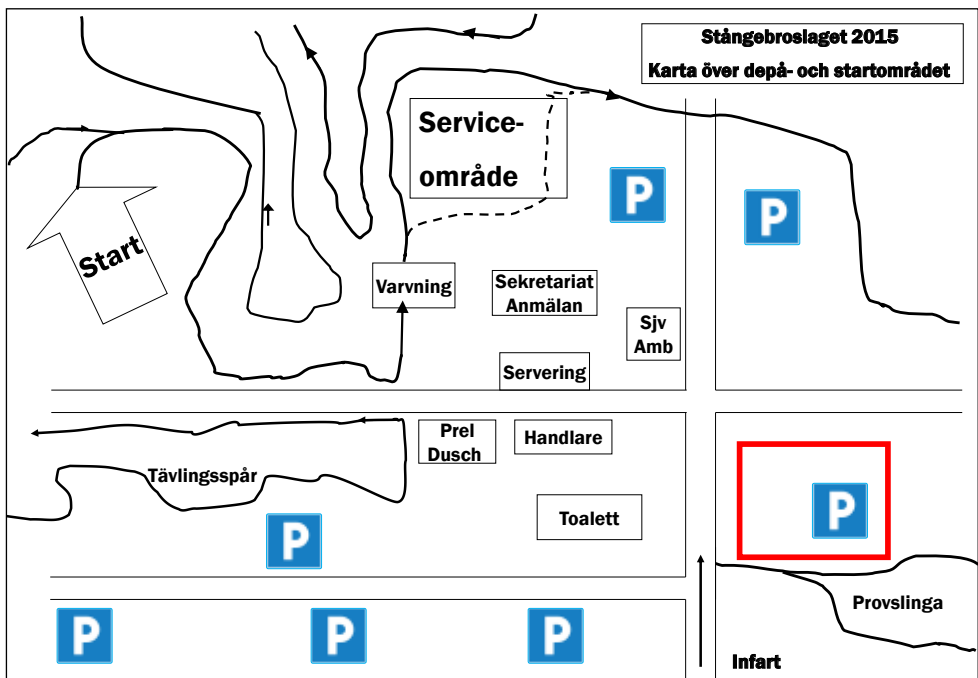 Stångebroslaget 2015
Karta över depå- och startområdet
Service-
område
P
P
Start
Varvning
Sekretariat
Anmälan
Sjv
Amb
Servering
Prel
Dusch
Handlare
Tävlingsspår
Toalett
P
P
Provslinga
P
P
P
Infart